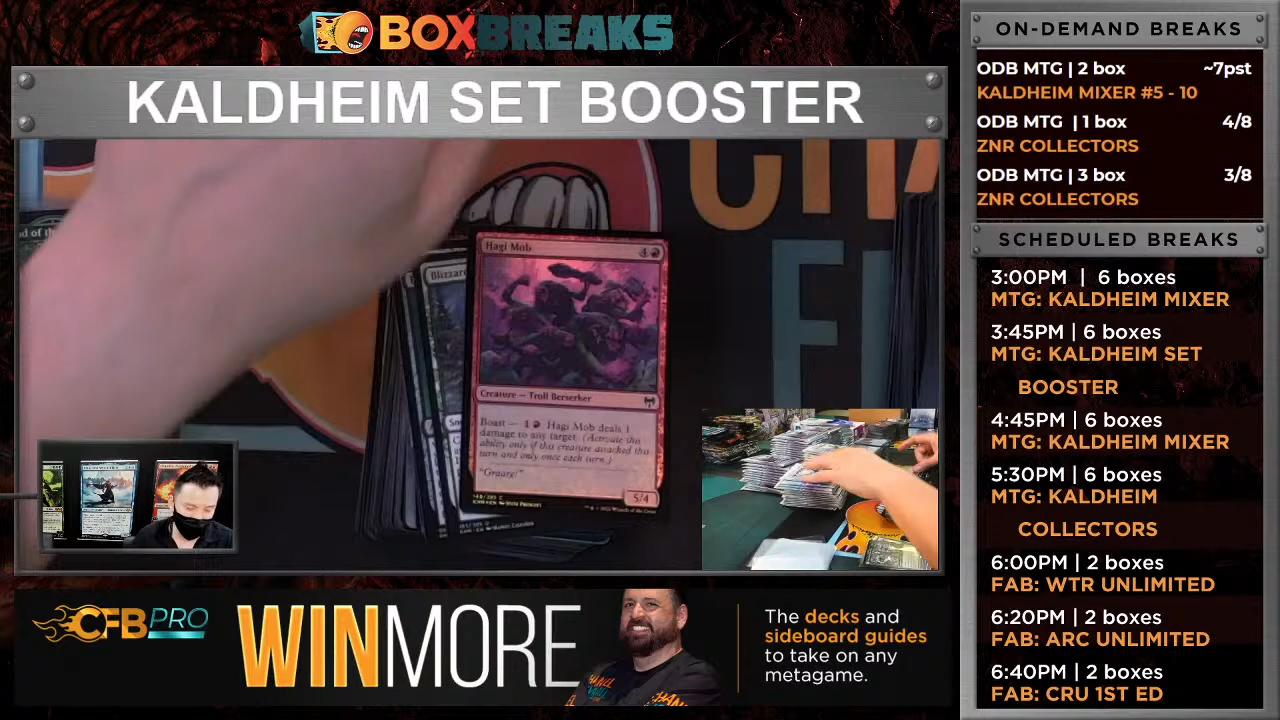 BOXBREAKS
KALDHEIM SET BOOSTER
Hagi Mob 4
Blizzard
Creature — Troll Berserker
Boast — 1 Hagi Mob deals 1
damage to any target. (Activate this
ability only if this creature attacked this
turn and only once each turn.)
"Graaar!"
5/4
CFBPRO
WINMORE
The decks and
sideboard guides
to take on any
metagame.
ON-DEMAND BREAKS
ODB MTG | 2 box ~7pst
KALDHEIM MIXER #5 - 10
ODB MTG | 1 box 4/8
ZNR COLLECTORS
ODB MTG | 3 box 3/8
ZNR COLLECTORS
SCHEDULED BREAKS
3:00PM | 6 boxes
MTG: KALDHEIM MIXER
3:45PM | 6 boxes
MTG: KALDHEIM SET
BOOSTER
4:45PM | 6 boxes
MTG: KALDHEIM MIXER
5:30PM | 6 boxes
MTG: KALDHEIM
COLLECTORS
6:00PM | 2 boxes
FAB: WTR UNLIMITED
6:20PM | 2 boxes
FAB: ARC UNLIMITED
6:40PM | 2 boxes
FAB: CRU 1ST ED